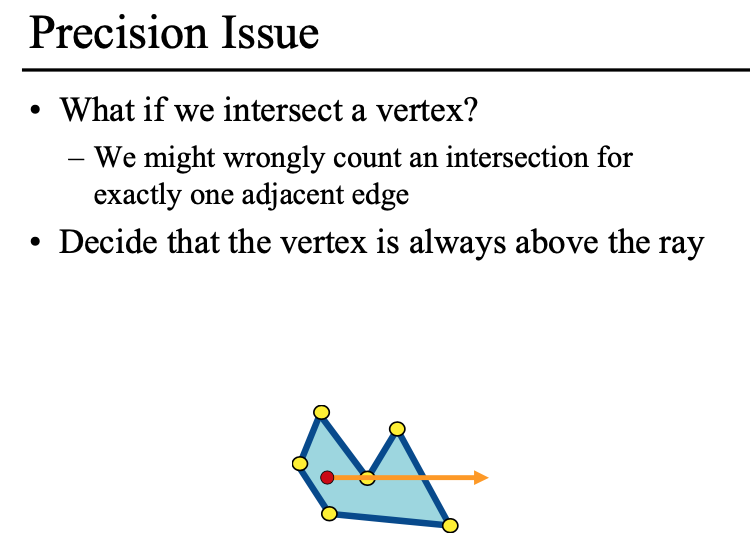 Precision Issue
• What if we intersect a vertex?
– We might wrongly count an intersection for
exactly one adjacent edge
• Decide that the vertex is always above the ray